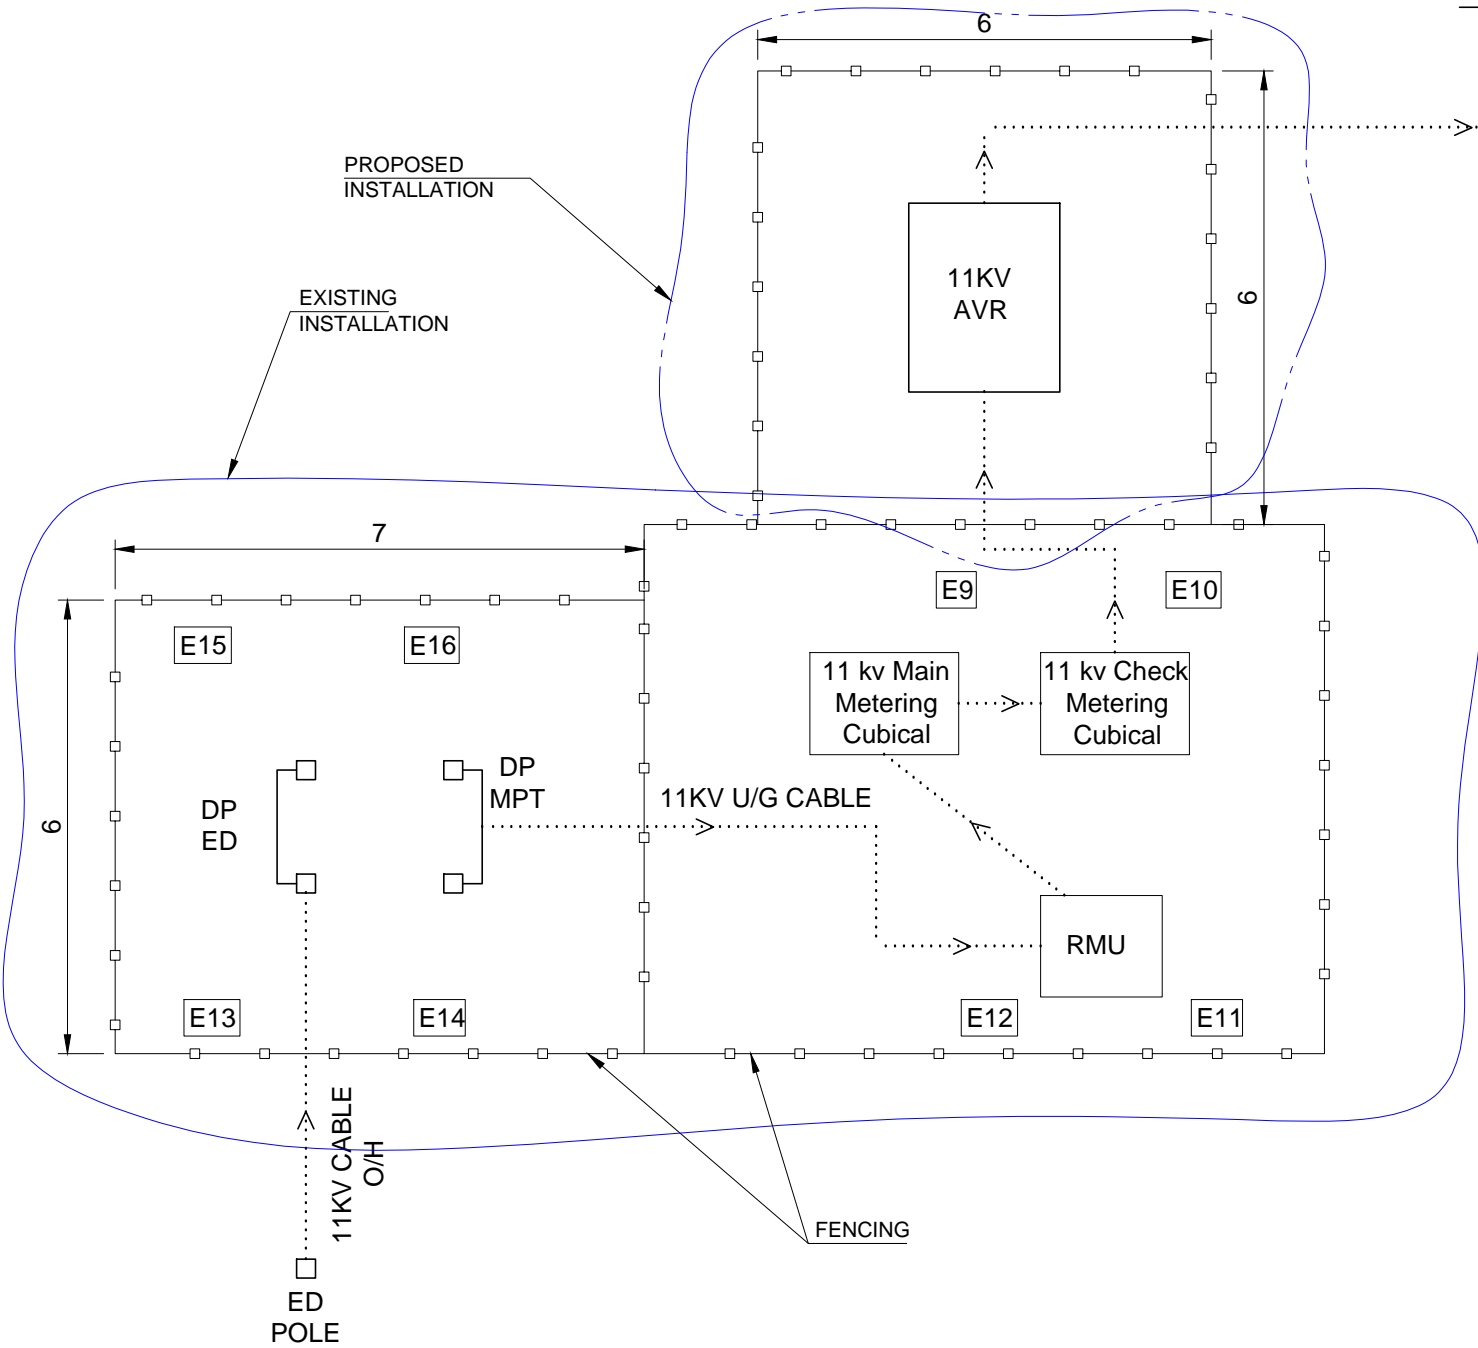 6
PROPOSED
INSTALLATION
EXISTING
INSTALLATION
11KV
AVR
6
7
E9
E10
E15
E16
11 kv Main
Metering
Cubical
11 kv Check
Metering
Cubical
DP
MPT
11KV U/G CABLE
DP
ED
6
RMU
E13
E14
E12
E11
11KV CABLE
O/H
FENCING
ED
POLE